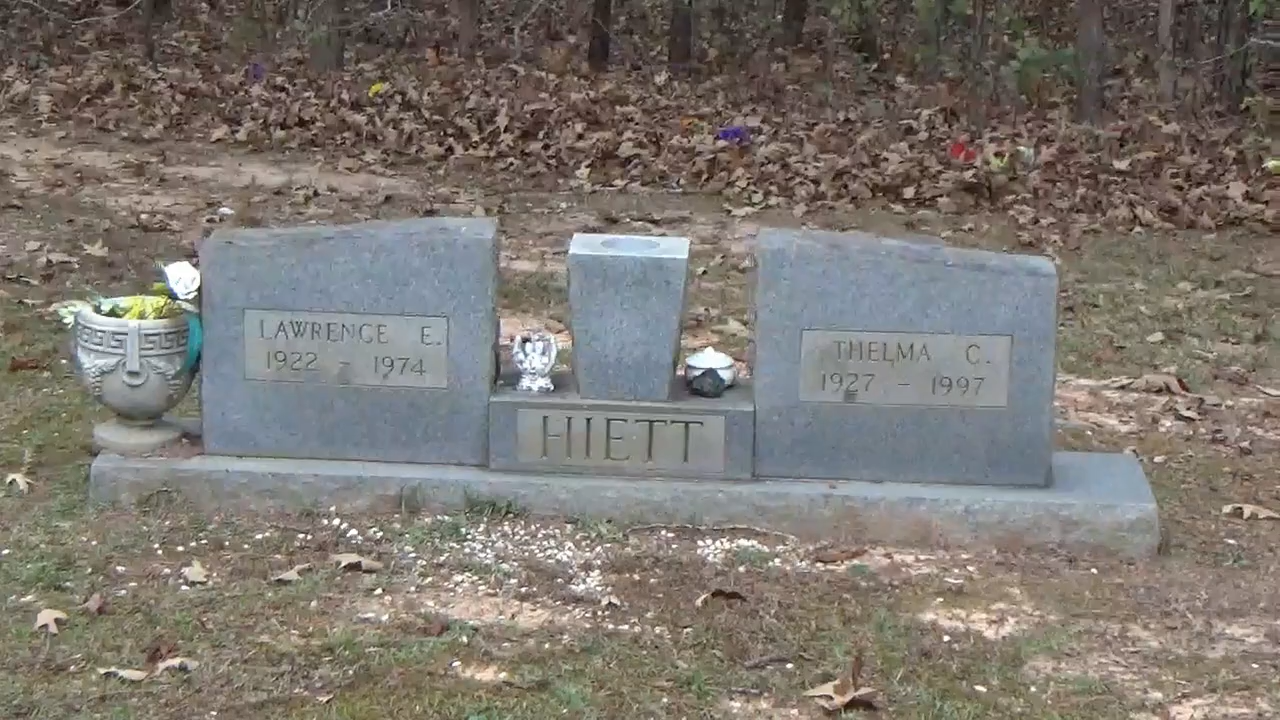 LAWRENCE E.
1922 - 1974
HIETT
THELMA C.
1927 - 1997